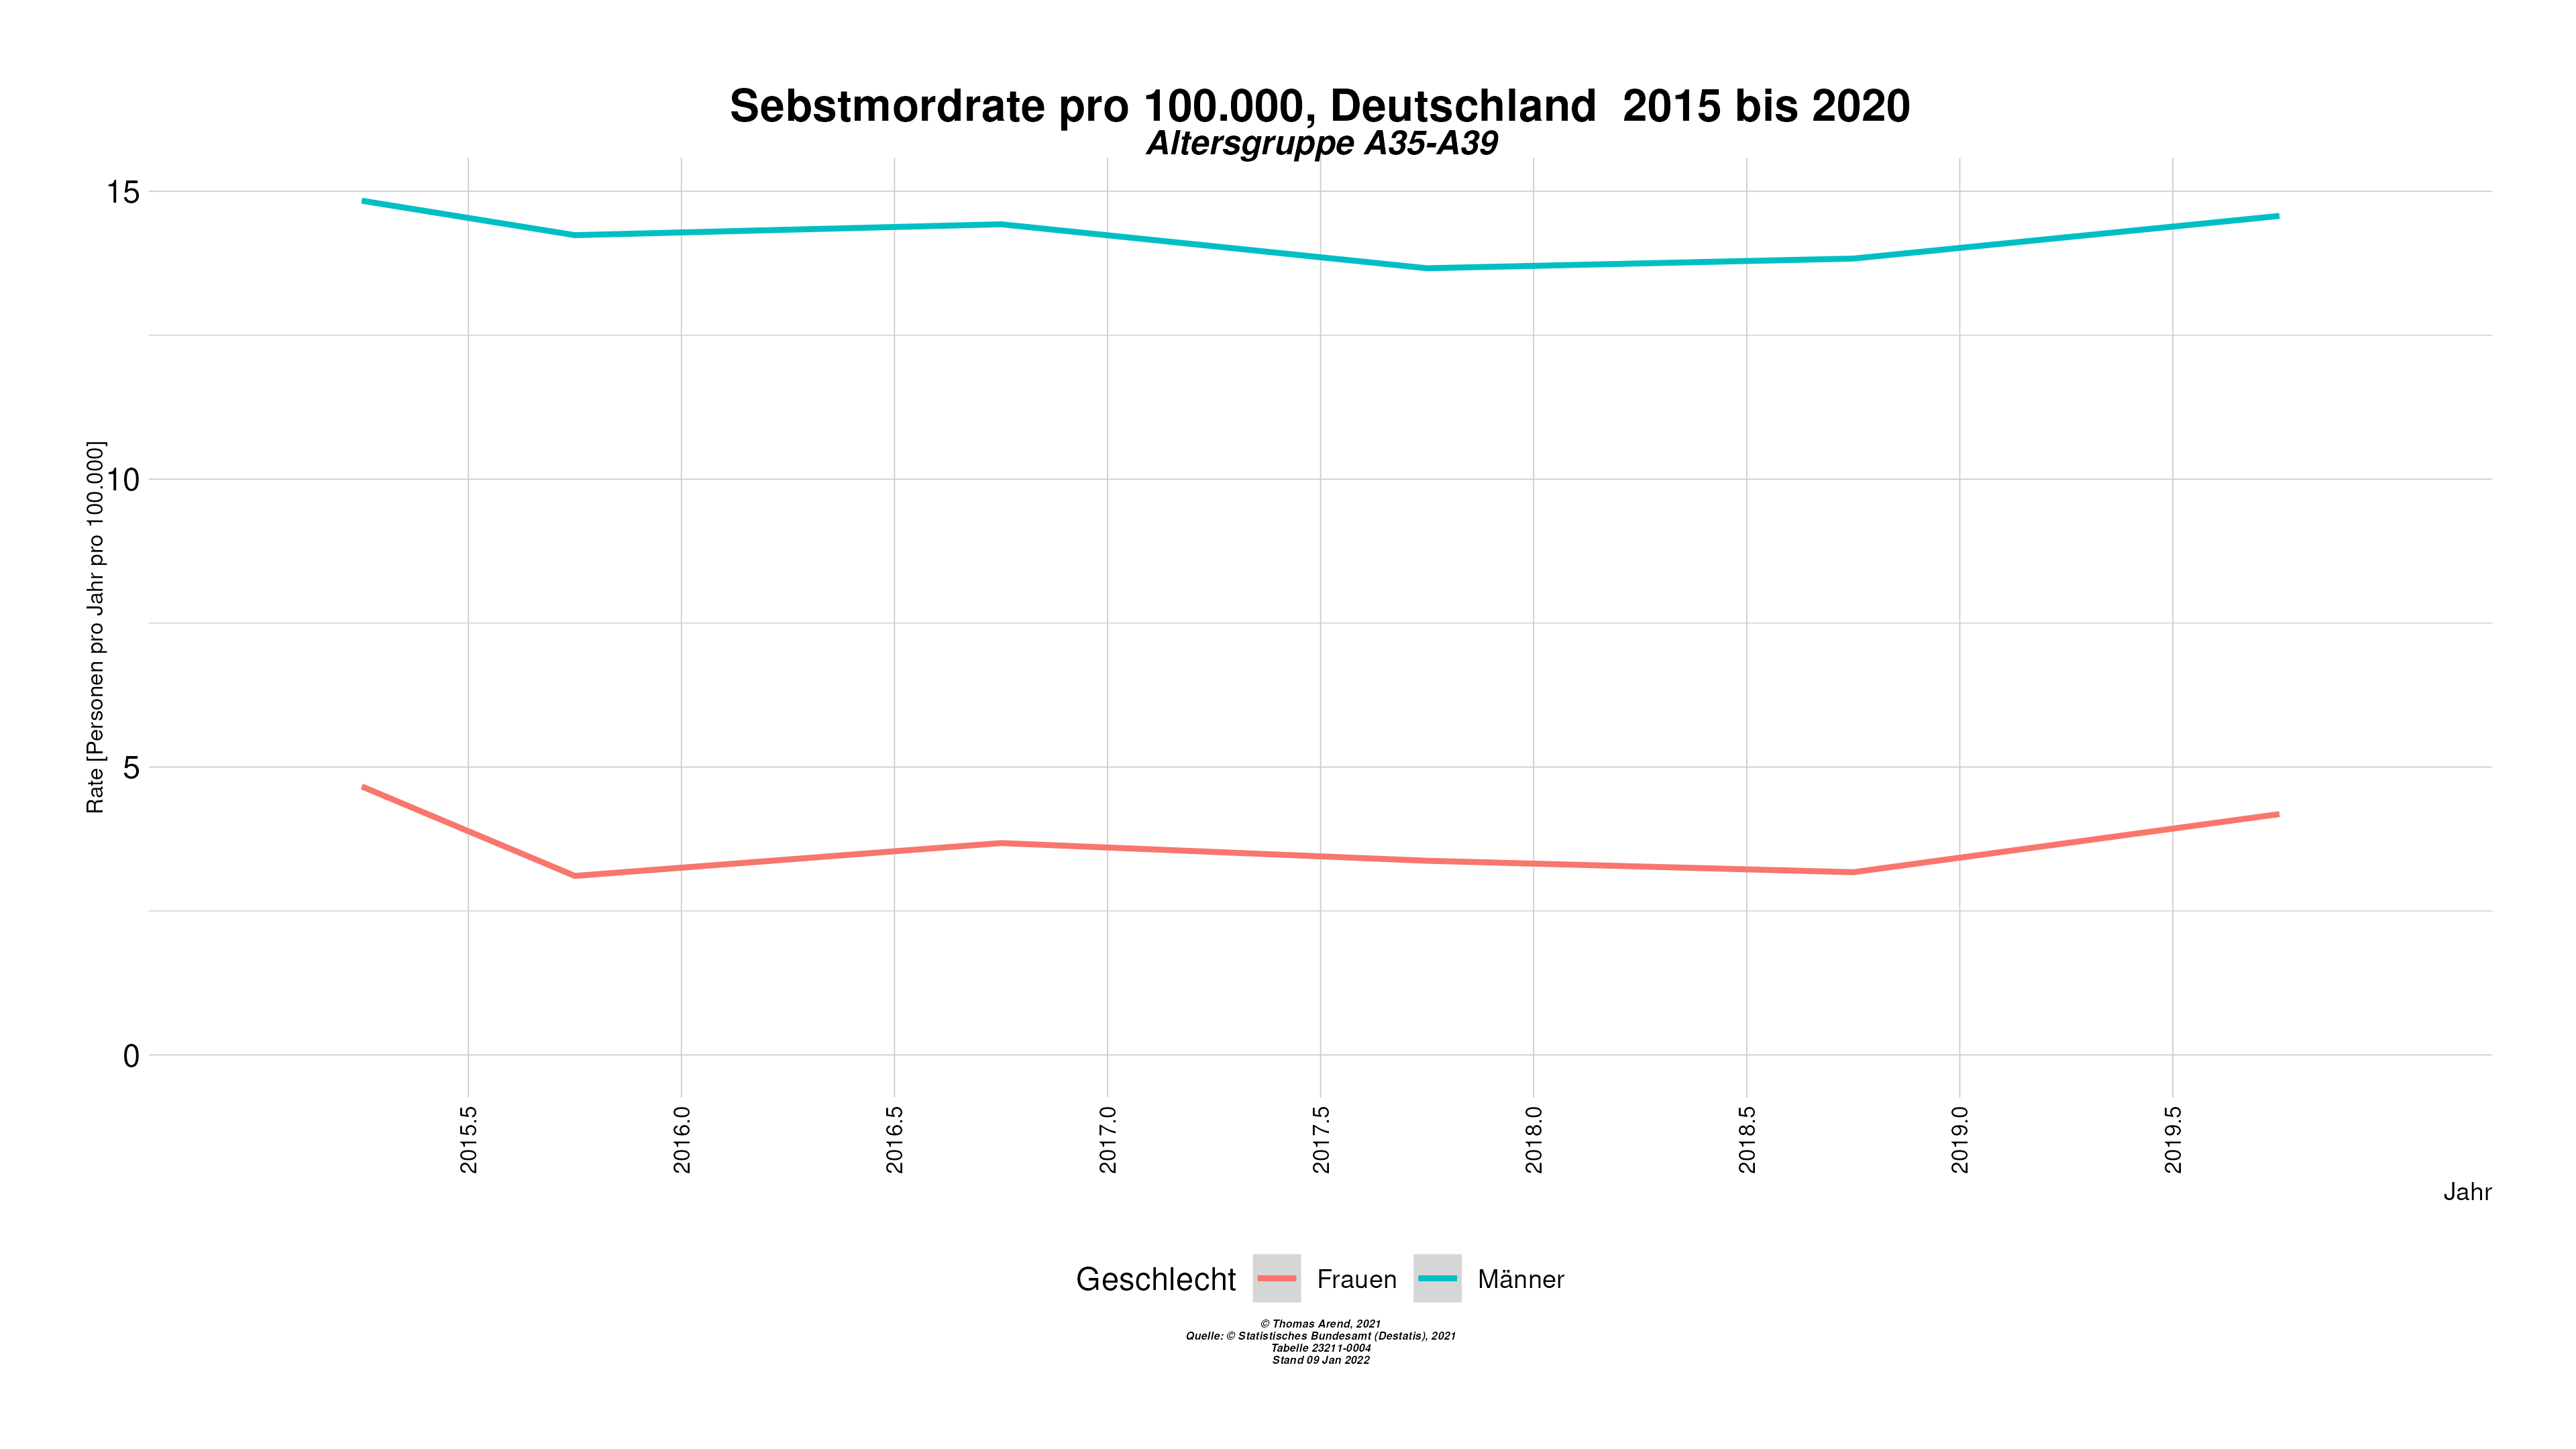 Sebstmordrate pro 100.000, Deutschland  2015 bis 2020
Altersgruppe A35-A39
Rate [Personen pro Jahr pro 100.000]
15
10
5
0
2015.5
2016.0
2016.5
2017.0
2017.5
2018.0
2018.5
2019.0
2019.5
Jahr
Geschlecht Frauen Männer
© Thomas Arend, 2021
Quelle: © Statistisches Bundesamt (Destatis), 2021
Tabelle 23211-0004
Stand 09 Jan 2022